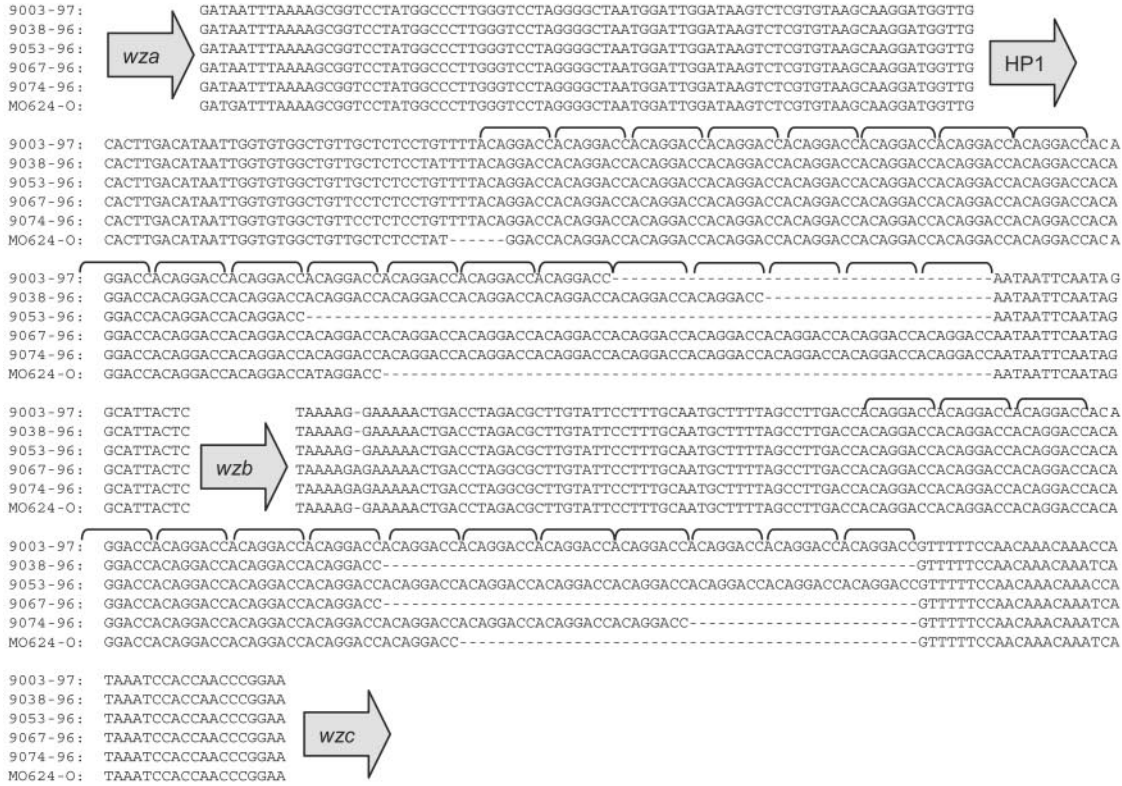 9003-97: GATAATTTAAAAGCGGTCCTATGGCCCTTGGGTCCTAGGGGCTAATGGATTGGATAAGTCTCGTGTAAGCAAGGATGGTTG
9038-96: GATAATTTAAAAGCGGTCCTATGGCCCTTGGGTCCTAGGGGCTAATGGATTGGATAAGTCTCGTGTAAGCAAGGATGGTTG
9053-96: wza GATAATTTAAAAGCGGTCCTATGGCCCTTGGGTCCTAGGGGCTAATGGATTGGATAAGTCTCGTGTAAGCAAGGATGGTTG HP1
9067-96: GATAATTTAAAAGCGGTCCTATGGCCCTTGGGTCCTAGGGGCTAATGGATTGGATAAGTCTCGTGTAAGCAAGGATGGTTG
9074-96: GATAATTTAAAAGCGGTCCTATGGCCCTTGGGTCCTAGGGGCTAATGGATTGGATAAGTCTCGTGTAAGCAAGGATGGTTG
MO624-O: GATGATTTAAAAGCGGTCCTATGGCCCTTGGGTCCTAGGGGCTAATGGATTGGATAAGTCTCGTGTAAGCAAGGATGGTTG
9003-97: CACTTGACATAATTGGTGTGGCTGTTGCTCTCCTGTTTTACAGGACCACAGGACCACAGGACCACAGGACCACAGGACCACAGGACCACAGGACCACAGGACCACA
9038-96: CACTTGACATAATTGGTGTGGCTGTTGCTCTCCTATTTTACAGGACCACAGGACCACAGGACCACAGGACCACAGGACCACAGGACCACAGGACCACAGGACCACA
9053-96: CACTTGACATAATTGGTGTGGCTGTTGCTCTCCTGTTTTACAGGACCACAGGACCACAGGACCACAGGACCACAGGACCACAGGACCACAGGACCACAGGACCACA
9067-96: CACTTGACATAATTGGTGTGGCTGTTCCTCTCCTGTTTTACAGGACCACAGGACCACAGGACCACAGGACCACAGGACCACAGGACCACAGGACCACAGGACCACA
9074-96: CACTTGACATAATTGGTGTGGCTGTTCCTCTCCTGTTTTACAGGACCACAGGACCACAGGACCACAGGACCACAGGACCACAGGACCACAGGACCACAGGACCACA
MO624-O: CACTTGACATAATTGGTGTGGCTGTTGCTCTCCTAT------GGACCACAGGACCACAGGACCACAGGACCACAGGACCACAGGACCACAGGACCACAGGACCACA
9003-97: GGACCACAGGACCACAGGACCACAGGACCACAGGACCACAGGACCACAGGACC----------------------------------------AATAATTCAATAG
9038-96: GGACCACAGGACCACAGGACCACAGGACCACAGGACCACAGGACCACAGGACCACAGGACCACAGGACC------------------------AATAATTCAATAG
9053-96: GGACCACAGGACCACAGGACC------------------------------------------------------------------------AATAATTCAATAG
9067-96: GGACCACAGGACCACAGGACCACAGGACCACAGGACCACAGGACCACAGGACCACAGGACCACAGGACCACAGGACCACAGGACCACAGGACCAATAATTCAATAG
9074-96: GGACCACAGGACCACAGGACCACAGGACCACAGGACCACAGGACCACAGGACCACAGGACCACAGGACCACAGGACCACAGGACCACAGGACCAATAATTCAATAG
MO624-O: GGACCACAGGACCACAGGACCATAGGACC----------------------------------------------------------------AATAATTCAATAG
9003-97: GCATTACTC TAAAAG-GAAAAACTGACCTAGACGCTTGTATTCCTTTGCAATGCTTTTAGCCTTGACCACAGGACCACAGGACCACAGGACCACA
9038-96: GCATTACTC TAAAAG-GAAAAACTGACCTAGACGCTTGTATTCCTTTGCAATGCTTTTAGCCTTGACCACAGGACCACAGGACCACAGGACCACA
9053-96: GCATTACTC TAAAAG-GAAAAACTGACCTAGACGCTTGTATTCCTTTGCAATGCTTTTAGCCTTGACCACAGGACCACAGGACCACAGGACCACA
9067-96: GCATTACTC wzb TAAAAGAGAAAAACTGACCTAGGCGCTTGTATTCCTTTGCAATGCTTTTAGCCTTGACCACAGGACCACAGGACCACAGGACCACA
9074-96: GCATTACTC TAAAAGAGAAAAACTGACCTAGGCGCTTGTATTCCTTTGCAATGCTTTTAGCCTTGACCACAGGACCACAGGACCACAGGACCACA
MO624-O: GCATTACTC TAAAAG-GAAAAACTGACCTAGACGCTTGTATTCCTTTGCAATGCTTTTAGCCTTGACCACAGGACCACAGGACCACAGGACCACA
9003-97: GGACCACAGGACCACAGGACCACAGGACCACAGGACCACAGGACCACAGGACCACAGGACCACAGGACCACAGGACCACAGGACCGTTTTTCCAACAAACAAACCA
9038-96: GGACCACAGGACCACAGGACCACAGGACC--------------------------------------------------------GTTTTTCCAACAAACAAATCA
9053-96: GGACCACAGGACCACAGGACCACAGGACCACAGGACCACAGGACCACAGGACCACAGGACCACAGGACCACAGGACCACAGGACCGTTTTTCCAACAAACAAACCA
9067-96: GGACCACAGGACCACAGGACCACAGGACC--------------------------------------------------------GTTTTTCCAACAAACAAATCA
9074-96: GGACCACAGGACCACAGGACCACAGGACCACAGGACCACAGGACCACAGGACCACAGGACC------------------------GTTTTTCCAACAAACAAATCA
MO624-O: GGACCACAGGACCACAGGACCACAGGACCACAGGACC------------------------------------------------GTTTTTCCAACAAACAAATCA
9003-97: TAAATCCACCAACCCGGAA
9038-96: TAAATCCACCAACCCGGAA
9053-96: TAAATCCACCAACCCGGAA
9067-96: TAAATCCACCAACCCGGAA wzc
9074-96: TAAATCCACCAACCCGGAA
MO624-O: TAAATCCACCAACCCGGAA